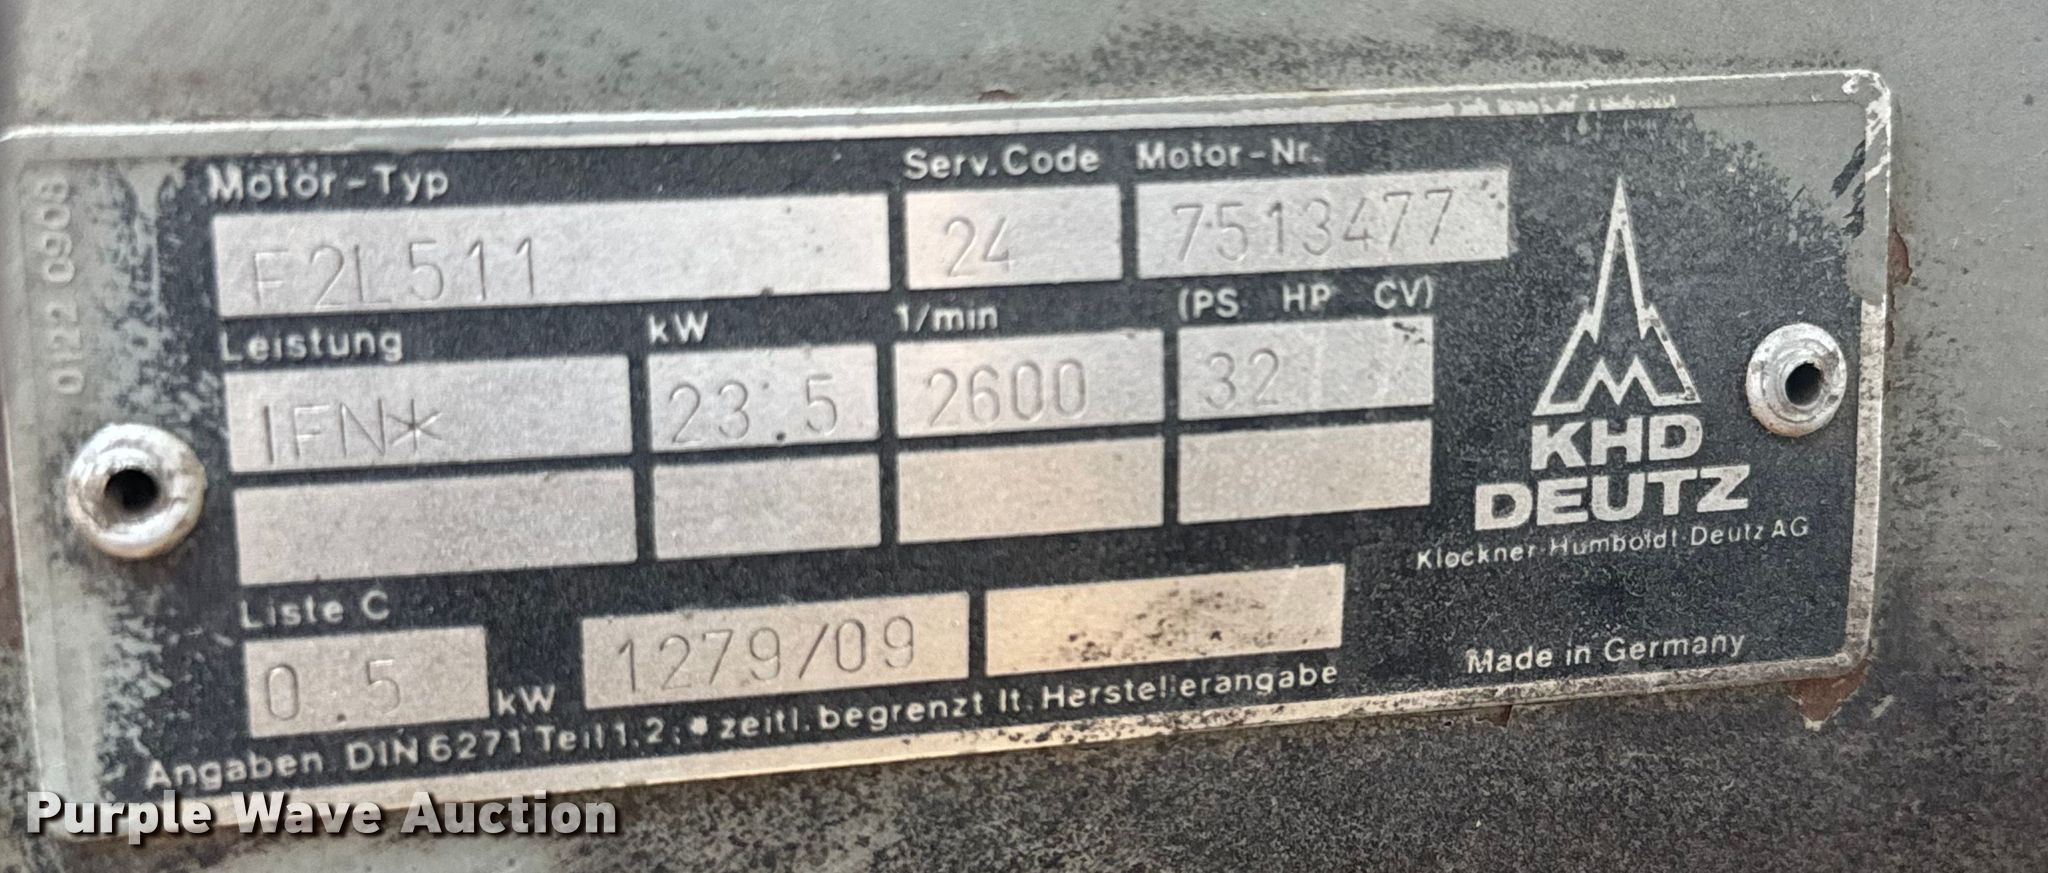 0122 0908
Motor-Typ Serv.Code Motor-Nr.
F2L511 24 7513477
Leistung kW 1/min (PS HP CV)
IFN* 23.5 2600 32
KHD
DEUTZ
Klöckner-Humboldt-Deutz AG
Liste C
0.5 kW 1279/09
Made in Germany
Angaben DIN 6271 Teil 1.2; * zeitl. begrenzt lt. Herstellerangabe
Purple Wave Auction